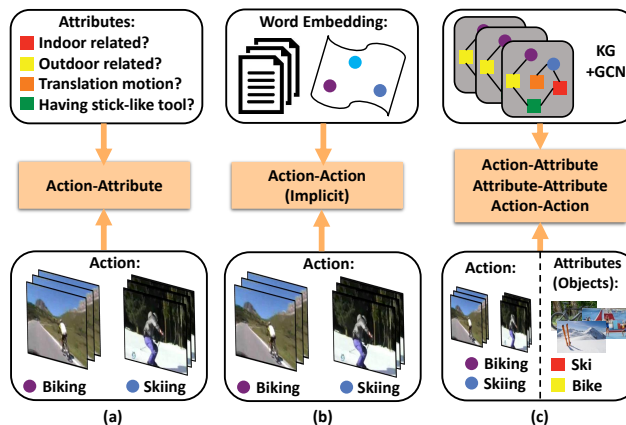 Attributes:
Indoor related?
Outdoor related?
Translation motion?
Having stick-like tool?
Action-Attribute
Action:
Biking
Skiing
(a)
Word Embedding:
Action-Action
(Implicit)
Action:
Biking
Skiing
(b)
KG
+GCN
Action-Attribute
Attribute-Attribute
Action-Action
Action:
Biking
Skiing
Attributes
(Objects):
Ski
Bike
(c)